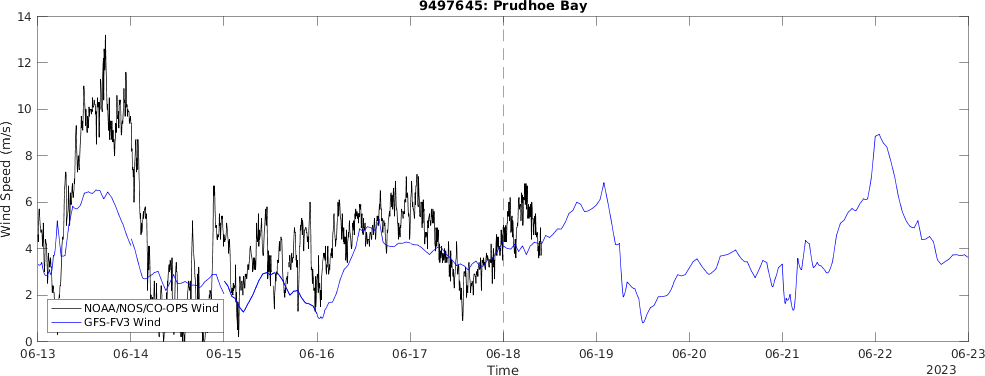 9497645: Prudhoe Bay
Wind Speed (m/s)
14
12
10
8
6
4
2
0
NOAA/NOS/CO-OPS Wind
GFS-FV3 Wind
06-13 06-14 06-15 06-16 06-17 06-18 06-19 06-20 06-21 06-22 06-23
Time
2023